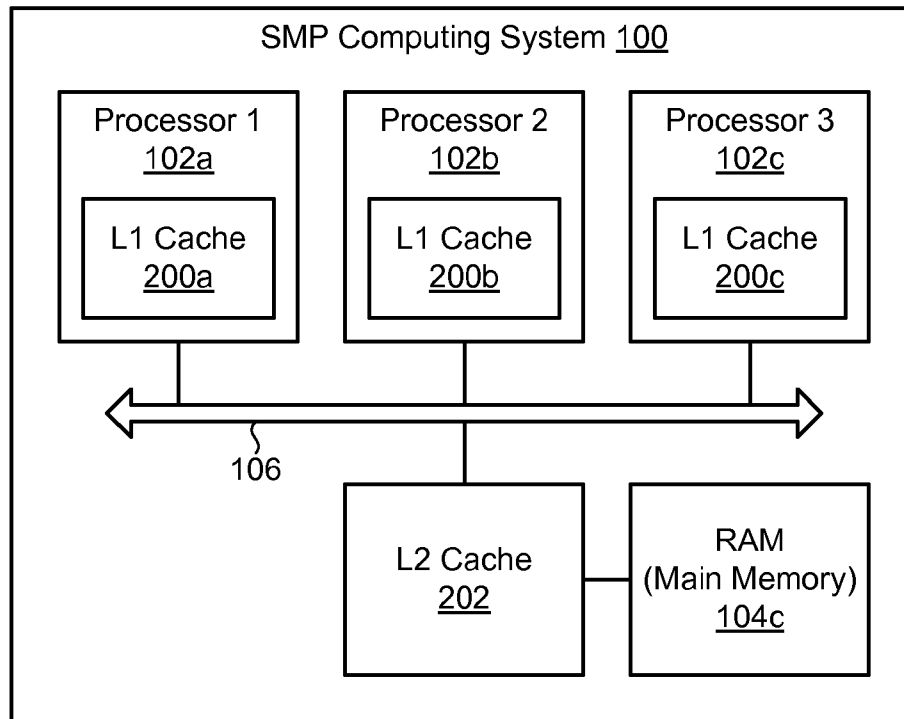 SMP Computing System 100
Processor 1
102a
L1 Cache
200a
Processor 2
102b
L1 Cache
200b
Processor 3
102c
L1 Cache
200c
106
L2 Cache
202
RAM
(Main Memory)
104c